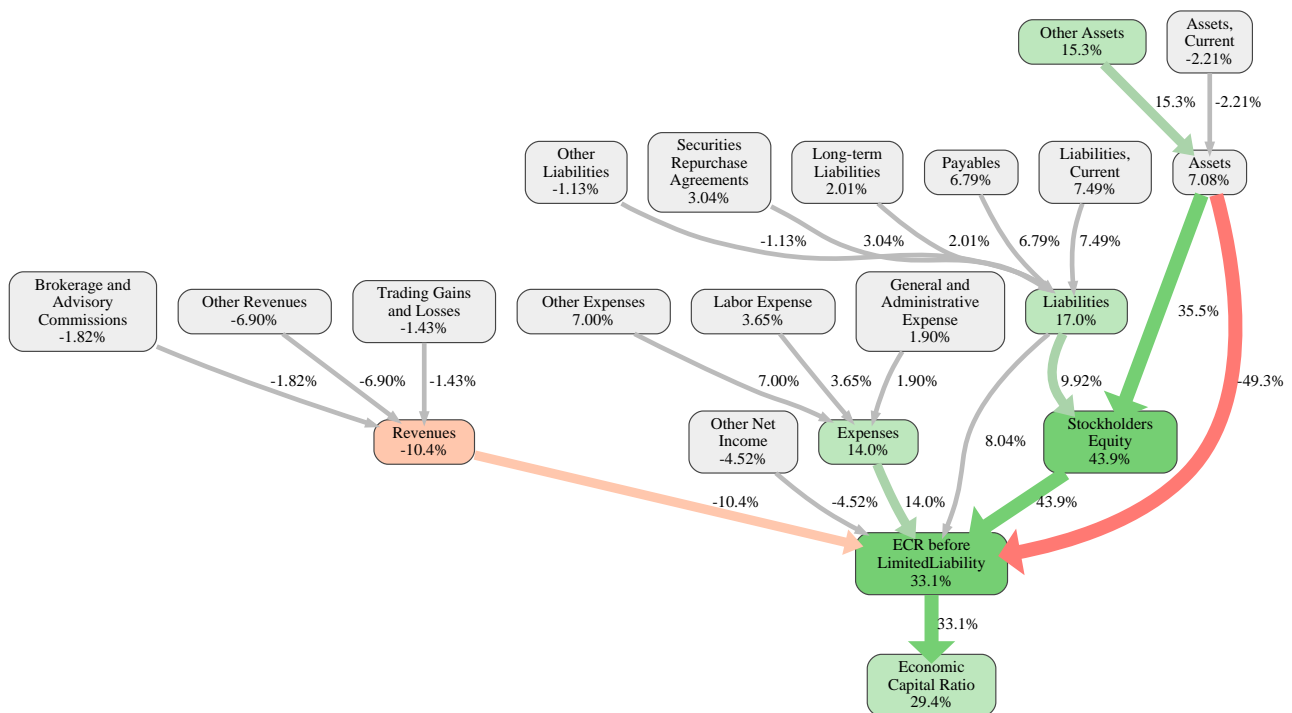 Other Assets
15.3%
Assets,
Current
-2.21%
15.3%
-2.21%
Other
Liabilities
-1.13%
Securities
Repurchase
Agreements
3.04%
Long-term
Liabilities
2.01%
Payables
6.79%
Liabilities,
Current
7.49%
Assets
7.08%
-1.13%
3.04%
2.01%
6.79%
7.49%
Brokerage and
Advisory
Commissions
-1.82%
Other Revenues
-6.90%
Trading Gains
and Losses
-1.43%
Other Expenses
7.00%
Labor Expense
3.65%
General and
Administrative
Expense
1.90%
Liabilities
17.0%
35.5%
-1.82%
-6.90%
-1.43%
7.00%
3.65%
1.90%
9.92%
-49.3%
Revenues
-10.4%
Other Net
Income
-4.52%
Expenses
14.0%
8.04%
Stockholders
Equity
43.9%
-10.4%
-4.52%
14.0%
43.9%
ECR before
LimitedLiability
33.1%
33.1%
Economic
Capital Ratio
29.4%